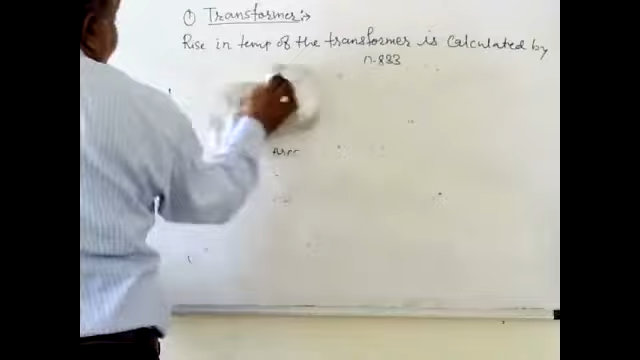 ① Transformer:-
Rise in temp of the transformer is calculated by
n-883